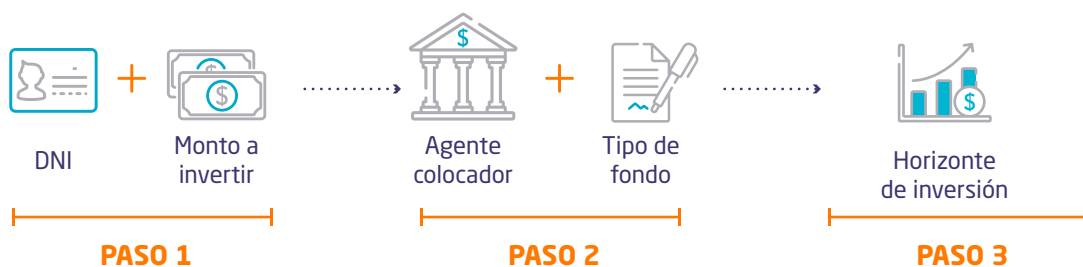 DNI
Monto a
invertir
Agente
colocador
Tipo de
fondo
Horizonte
de inversión
PASO 1
PASO 2
PASO 3